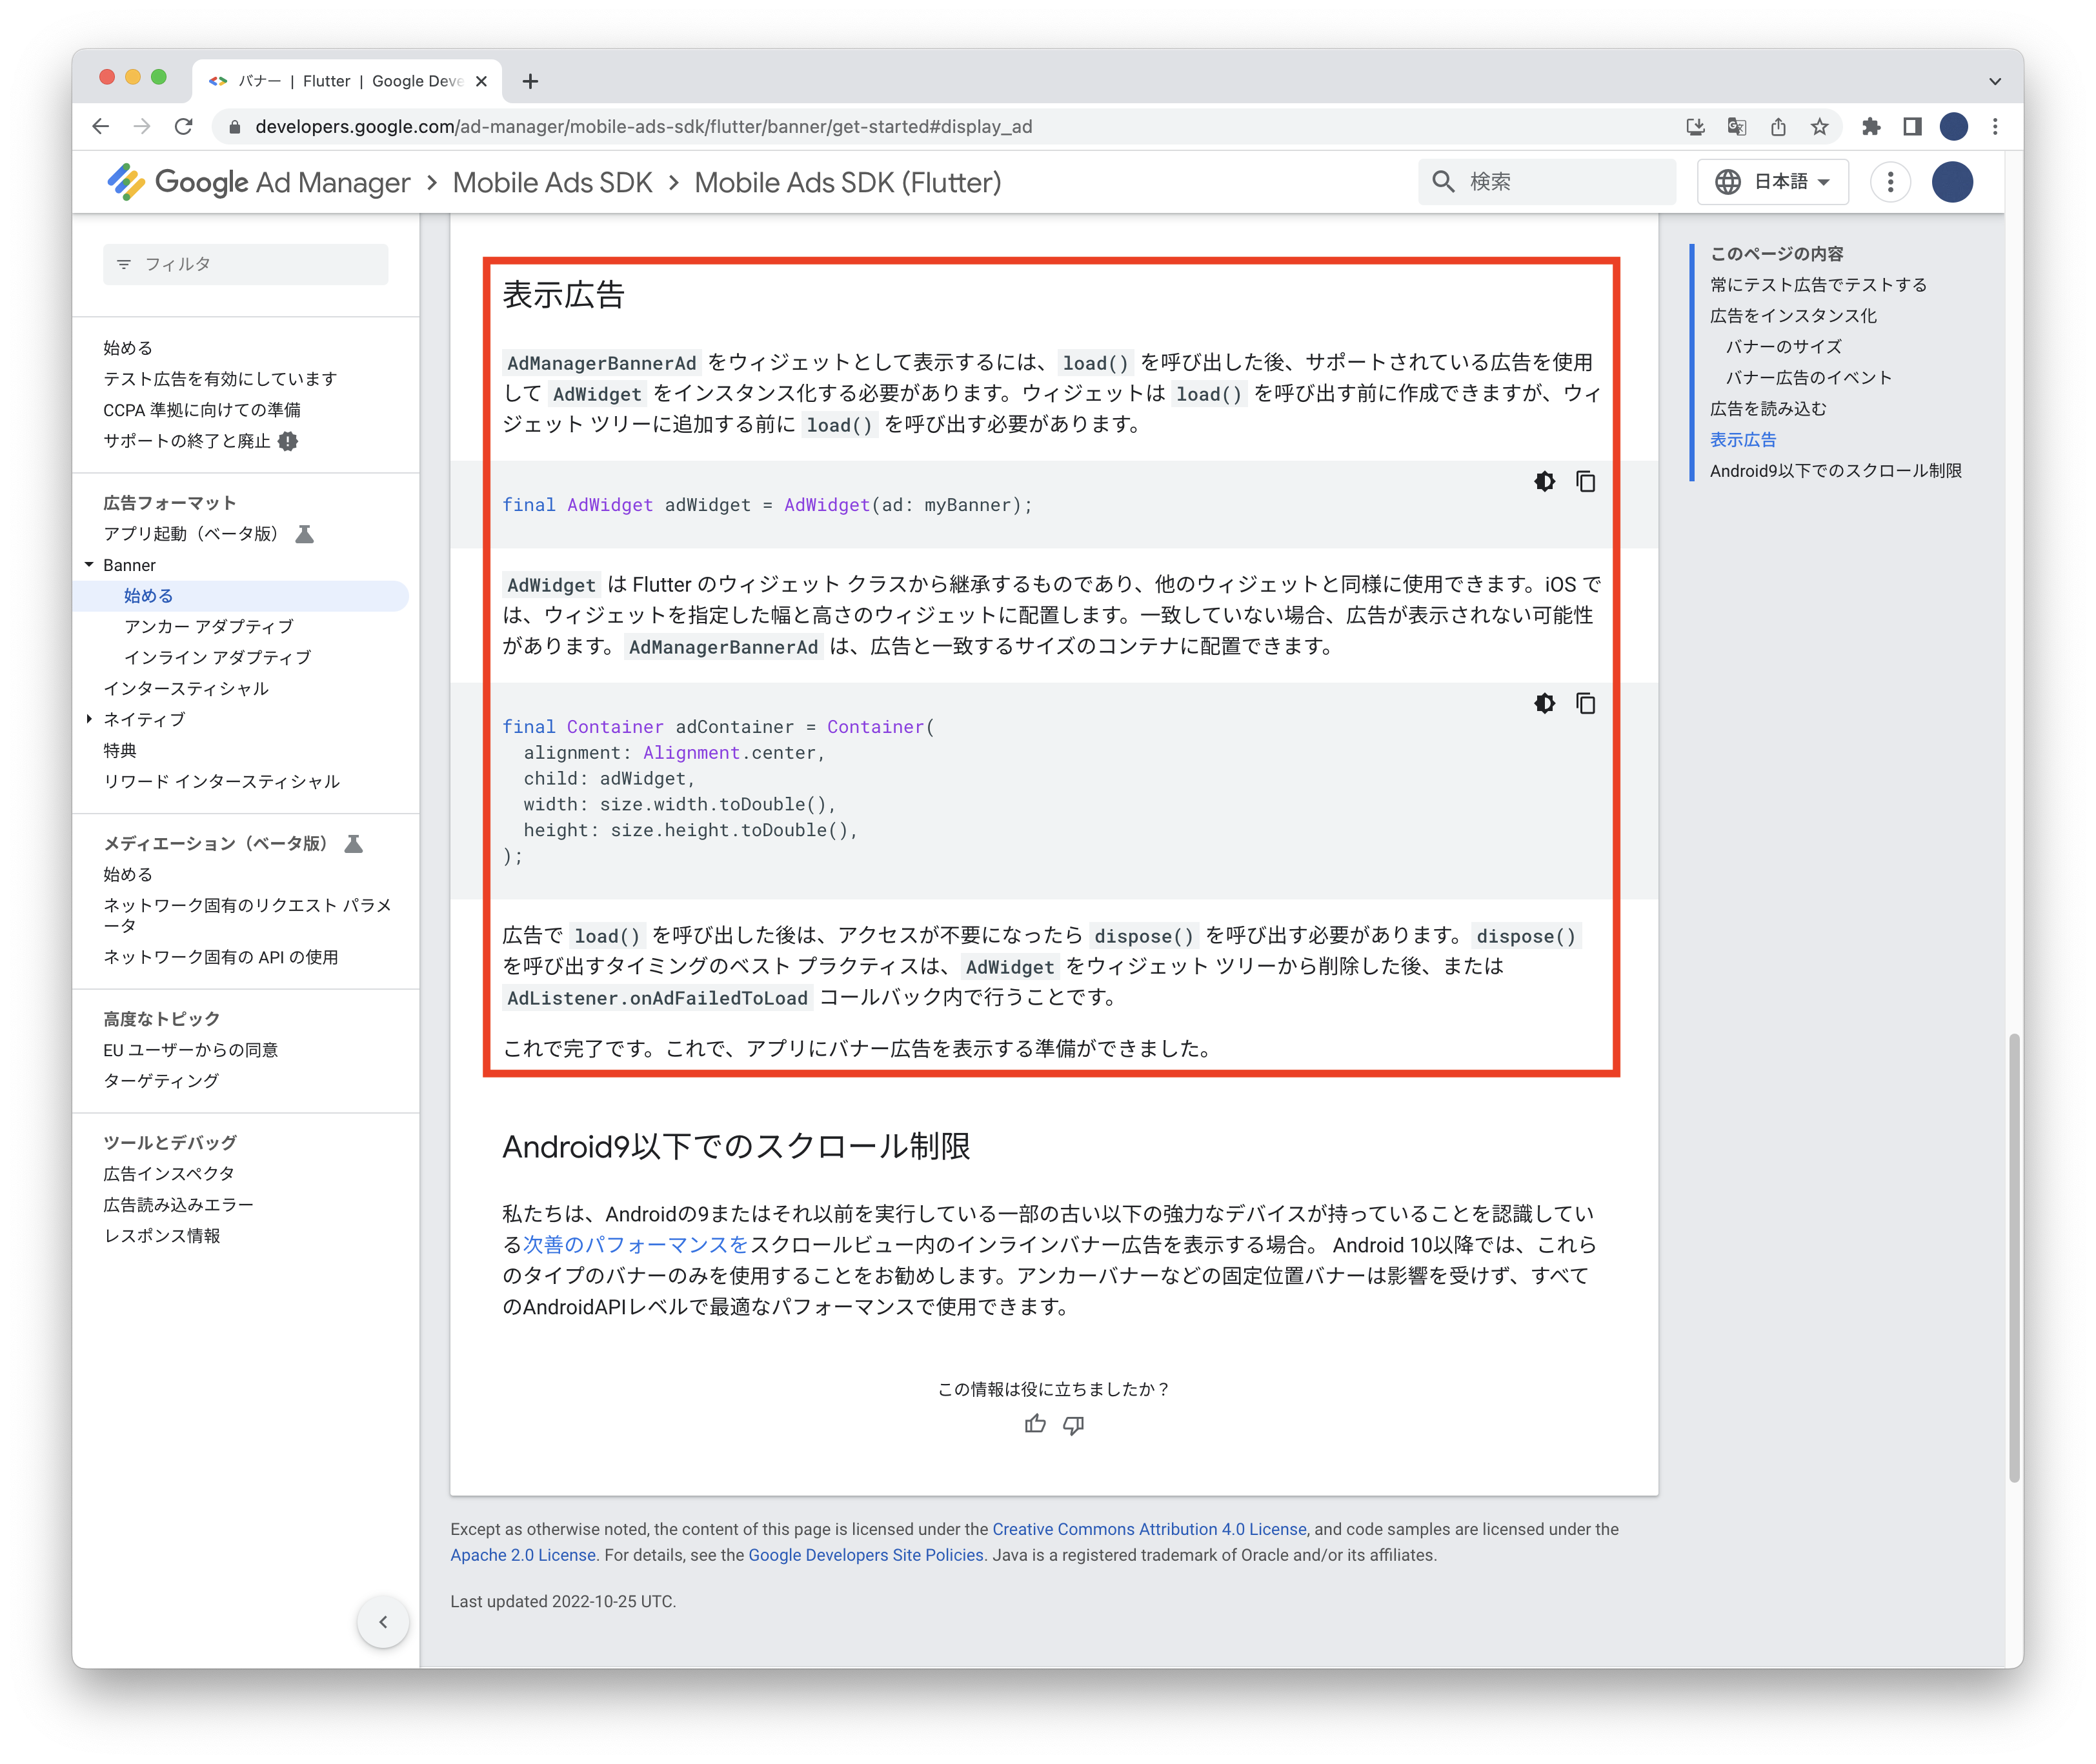 バナー | Flutter | Google Deve
developers.google.com/ad-manager/mobile-ads-sdk/flutter/banner/get-started#display_ad
Google Ad Manager > Mobile Ads SDK > Mobile Ads SDK (Flutter)
検索
日本語
フィルタ
始める
テスト広告を有効にしています
CCPA 準拠に向けての準備
サポートの終了と廃止
広告フォーマット
アプリ起動（ベータ版）
Banner
始める
アンカー アダプティブ
インライン アダプティブ
インタースティシャル
ネイティブ
特典
リワード インタースティシャル
メディエーション（ベータ版）
始める
ネットワーク固有のリクエスト パラメ
ータ
ネットワーク固有の API の使用
高度なトピック
EU ユーザーからの同意
ターゲティング
ツールとデバッグ
広告インスペクタ
広告読み込みエラー
レスポンス情報
表示広告
AdManagerBannerAd をウィジェットとして表示するには、load() を呼び出した後、サポートされている広告を使用
して AdWidget をインスタンス化する必要があります。ウィジェットは load() を呼び出す前に作成できますが、ウィ
ジェット ツリーに追加する前に load() を呼び出す必要があります。
final AdWidget adWidget = AdWidget(ad: myBanner);
AdWidget は Flutter のウィジェット クラスから継承するものであり、他のウィジェットと同様に使用できます。iOS で
は、ウィジェットを指定した幅と高さのウィジェットに配置します。一致していない場合、広告が表示されない可能性
があります。AdManagerBannerAd は、広告と一致するサイズのコンテナに配置できます。
final Container adContainer = Container(
  alignment: Alignment.center,
  child: adWidget,
  width: size.width.toDouble(),
  height: size.height.toDouble(),
);
広告で load() を呼び出した後は、アクセスが不要になったら dispose() を呼び出す必要があります。dispose()
を呼び出すタイミングのベスト プラクティスは、AdWidget をウィジェット ツリーから削除した後、または
AdListener.onAdFailedToLoad コールバック内で行うことです。
これで完了です。これで、アプリにバナー広告を表示する準備ができました。
Android9以下でのスクロール制限
私たちは、Androidの9またはそれ以前を実行している一部の古い以下の強力なデバイスが持っていることを認識してい
る次善のパフォーマンスをスクロールビュー内のインラインバナー広告を表示する場合。 Android 10以降では、これら
のタイプのバナーのみを使用することをお勧めします。アンカーバナーなどの固定位置バナーは影響を受けず、すべて
のAndroidAPIレベルで最適なパフォーマンスで使用できます。
この情報は役に立ちましたか？
Except as otherwise noted, the content of this page is licensed under the Creative Commons Attribution 4.0 License, and code samples are licensed under the
Apache 2.0 License. For details, see the Google Developers Site Policies. Java is a registered trademark of Oracle and/or its affiliates.
Last updated 2022-10-25 UTC.
このページの内容
常にテスト広告でテストする
広告をインスタンス化
バナーのサイズ
バナー広告のイベント
広告を読み込む
表示広告
Android9以下でのスクロール制限